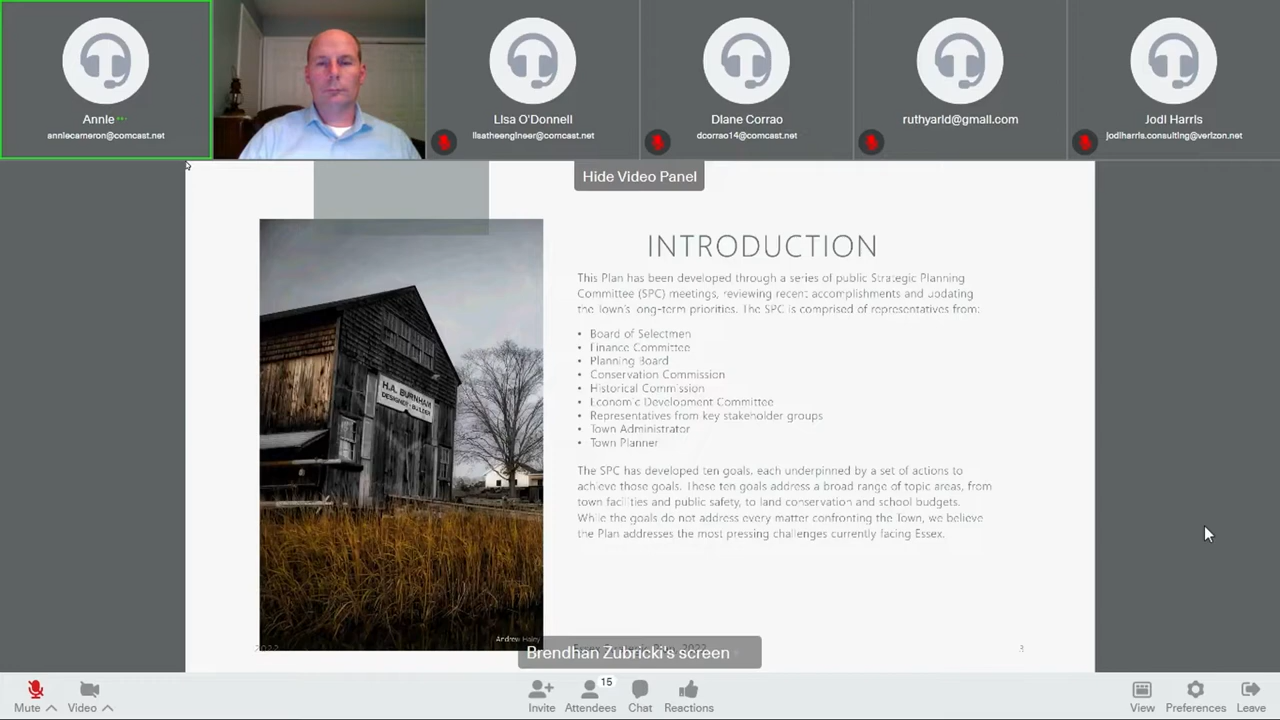 Annie
anniecameron@comcast.net
Lisa O'Donnell
lisatheengineer@comcast.net
Diane Corrao
dcorrao14@comcast.net
ruthyarid@gmail.com
Jodi Harris
jodiharris.consulting@verizon.net
Hide Video Panel
H.A. BURNHAM
DESIGNER - BUILDER
INTRODUCTION
This Plan has been developed through a series of public Strategic Planning
Committee (SPC) meetings, reviewing recent accomplishments and updating
the Town's long-term priorities. The SPC is comprised of representatives from:
• Board of Selectmen
• Finance Committee
• Planning Board
• Conservation Commission
• Historical Commission
• Economic Development Committee
• Representatives from key stakeholder groups
• Town Administrator
• Town Planner
The SPC has developed ten goals, each underpinned by a set of actions to
achieve those goals. These ten goals address a broad range of topic areas, from
town facilities and public safety, to land conservation and school budgets.
While the goals do not address every matter confronting the Town, we believe
the Plan addresses the most pressing challenges currently facing Essex.
Andrew
2022
3
Brendhan Zubricki's screen
Mute
Video
Invite
15
Attendees
Chat
Reactions
View
Preferences
Leave